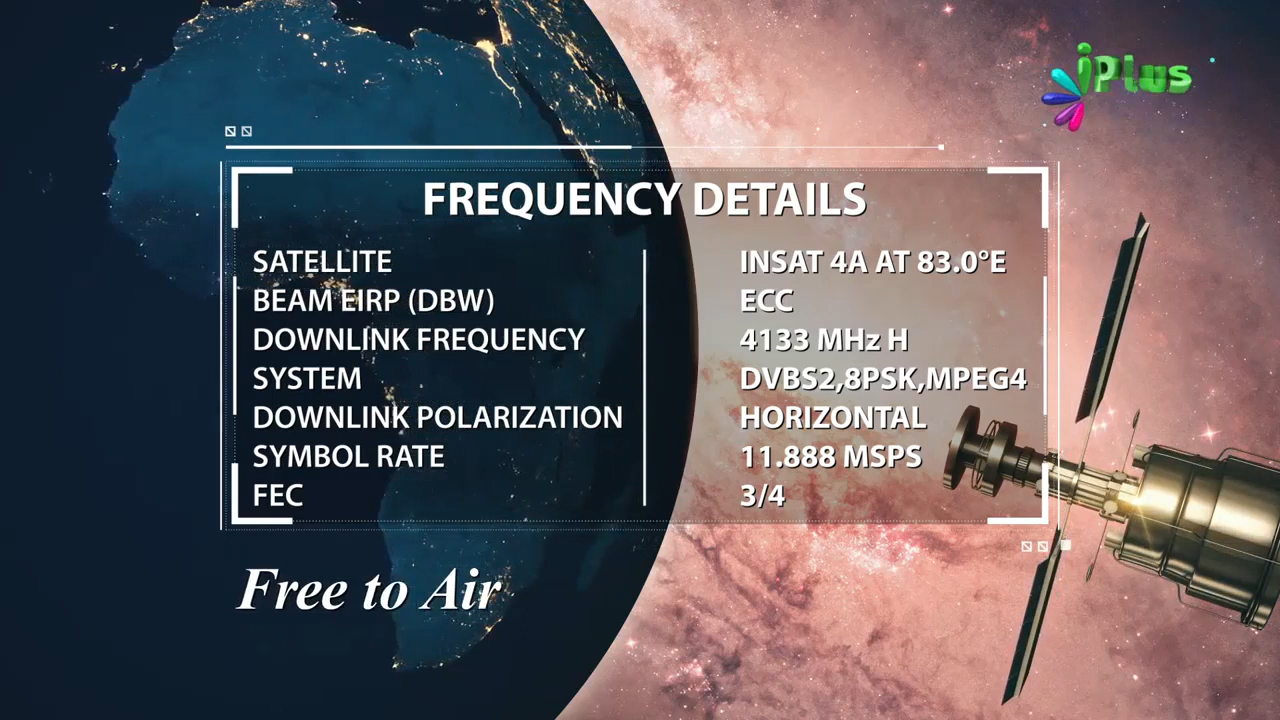 iPlus
FREQUENCY DETAILS
SATELLITE INSAT 4A AT 83.0°E
BEAM EIRP (DBW) ECC
DOWNLINK FREQUENCY 4133 MHz H
SYSTEM DVBS2,8PSK,MPEG4
DOWNLINK POLARIZATION HORIZONTAL
SYMBOL RATE 11.888 MSPS
FEC 3/4
Free to Air